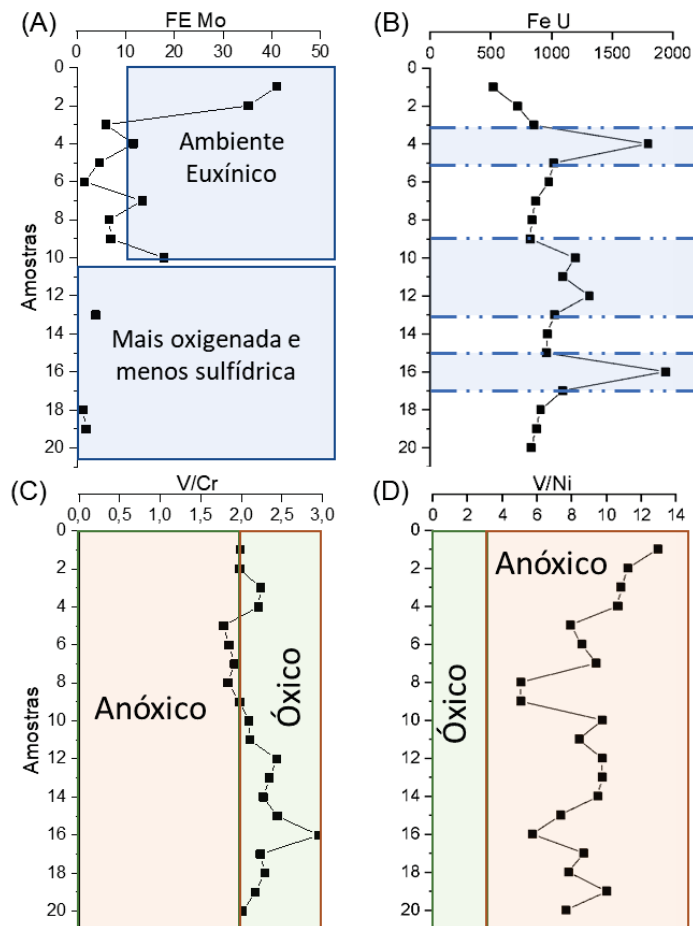 (A)
FE Mo
0 10 20 30 40 50
0
2
4
6
8
10
12
14
16
18
20
Amostras
Ambiente
Euxínico
Mais oxigenada e
menos sulfídrica
(B)
Fe U
0 500 1000 1500 2000
0
2
4
6
8
10
12
14
16
18
20
(C)
V/Cr
0,0 0,5 1,0 1,5 2,0 2,5 3,0
0
2
4
6
8
10
12
14
16
18
20
Amostras
Anóxico
Óxico
(D)
V/Ni
0 2 4 6 8 10 12 14
0
2
4
6
8
10
12
14
16
18
20
Anóxico
Óxico